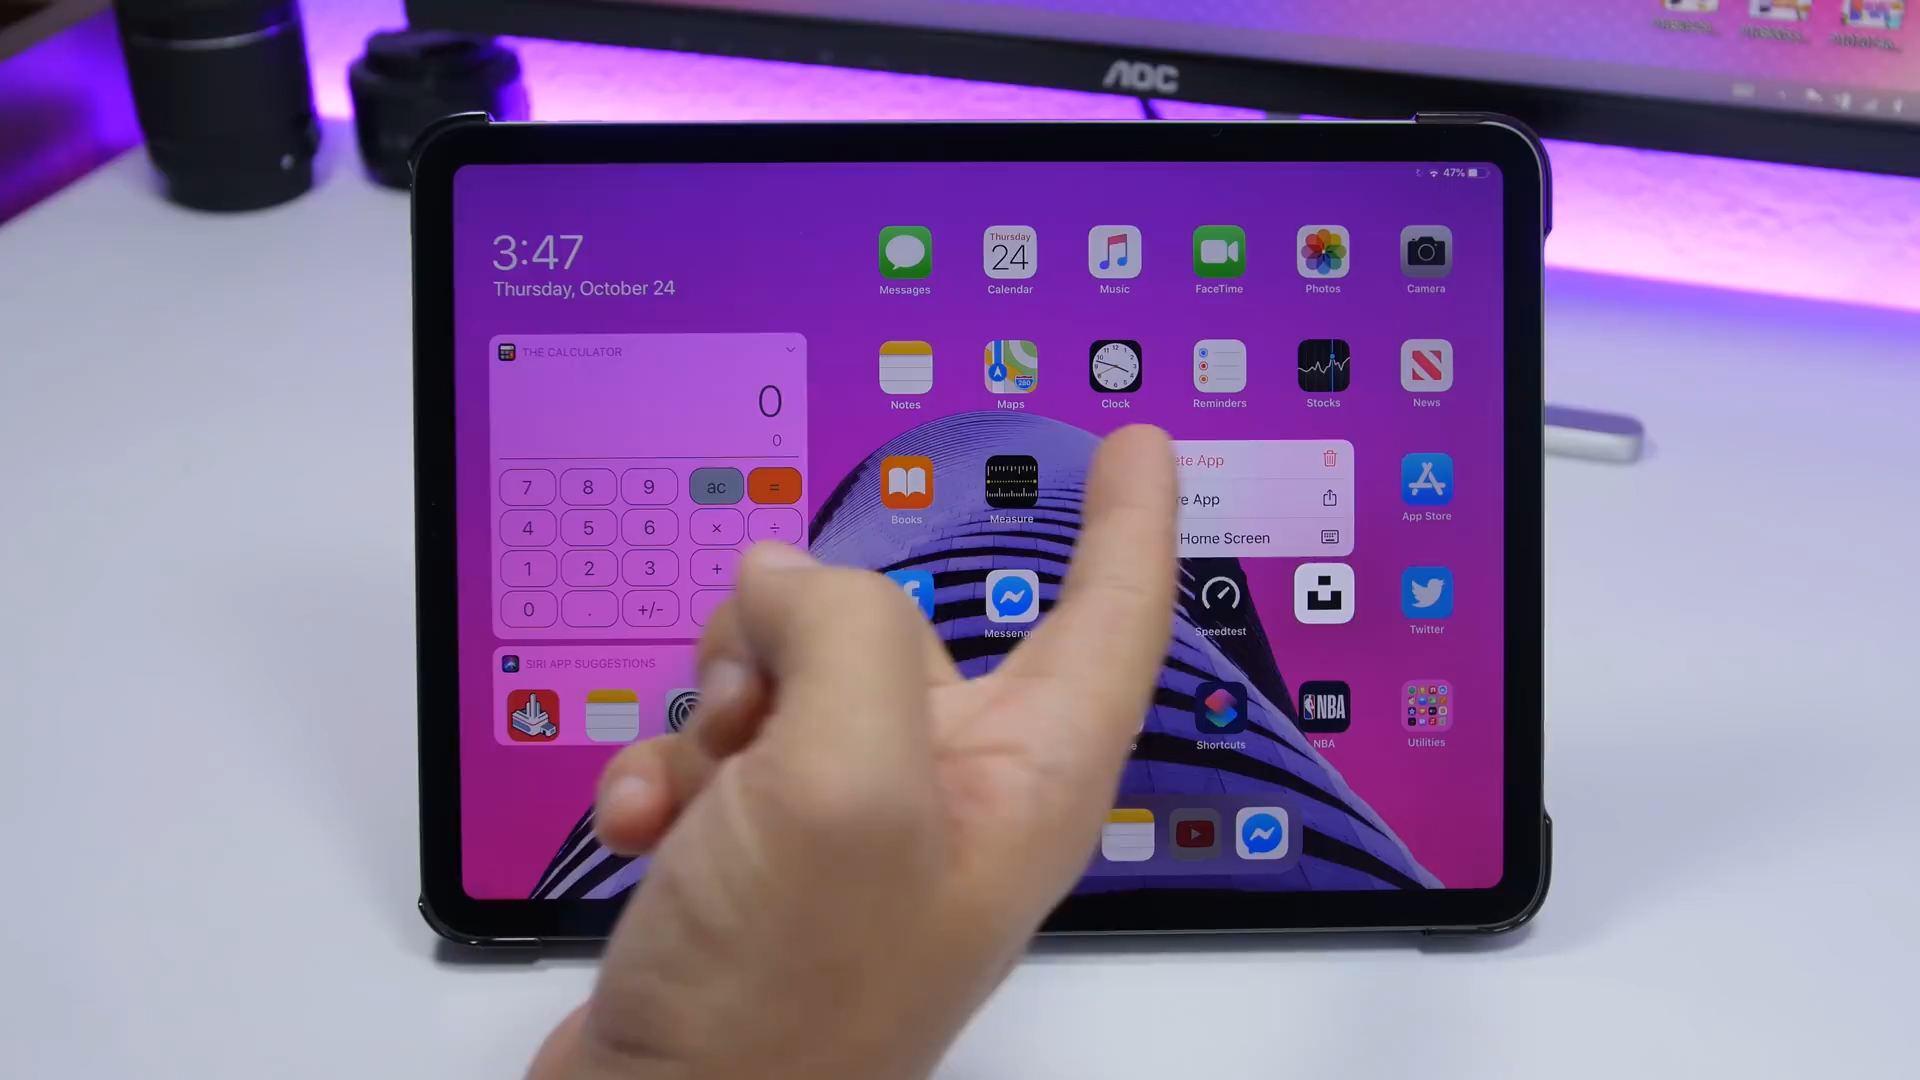 AOC
47%
3:47
Thursday, October 24
Thursday
24
Messages
Calendar
Music
FaceTime
Photos
Camera
THE CALCULATOR
0
0
Notes
Maps
Clock
Reminders
Stocks
News
7 8 9 ac =
4 5 6 × ÷
1 2 3 +
0 . +/-
ete App
re App
Home Screen
Books
Measure
App Store
Messeng
Speedtest
Twitter
SIRI APP SUGGESTIONS
e
Shortcuts
NBA
NBA
Utilities